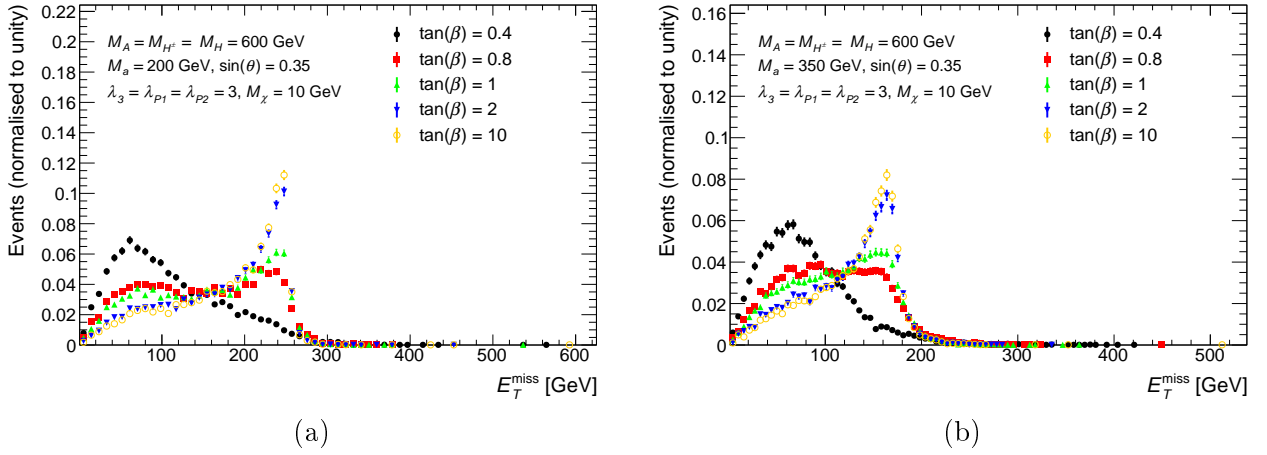 Events (normalised to unity)
0.22
0.2
0.18
0.16
0.14
0.12
0.1
0.08
0.06
0.04
0.02
0
M_A = M_{H^±} = M_H = 600 GeV
M_a = 200 GeV, sin(θ) = 0.35
λ_3 = λ_{P1} = λ_{P2} = 3, M_χ = 10 GeV
tan(β) = 0.4
tan(β) = 0.8
tan(β) = 1
tan(β) = 2
tan(β) = 10
0 100 200 300 400 500 600
E_T^{miss} [GeV]
(a)
Events (normalised to unity)
0.16
0.14
0.12
0.1
0.08
0.06
0.04
0.02
0
M_A = M_{H^±} = M_H = 600 GeV
M_a = 350 GeV, sin(θ) = 0.35
λ_3 = λ_{P1} = λ_{P2} = 3, M_χ = 10 GeV
tan(β) = 0.4
tan(β) = 0.8
tan(β) = 1
tan(β) = 2
tan(β) = 10
100 200 300 400 500
E_T^{miss} [GeV]
(b)